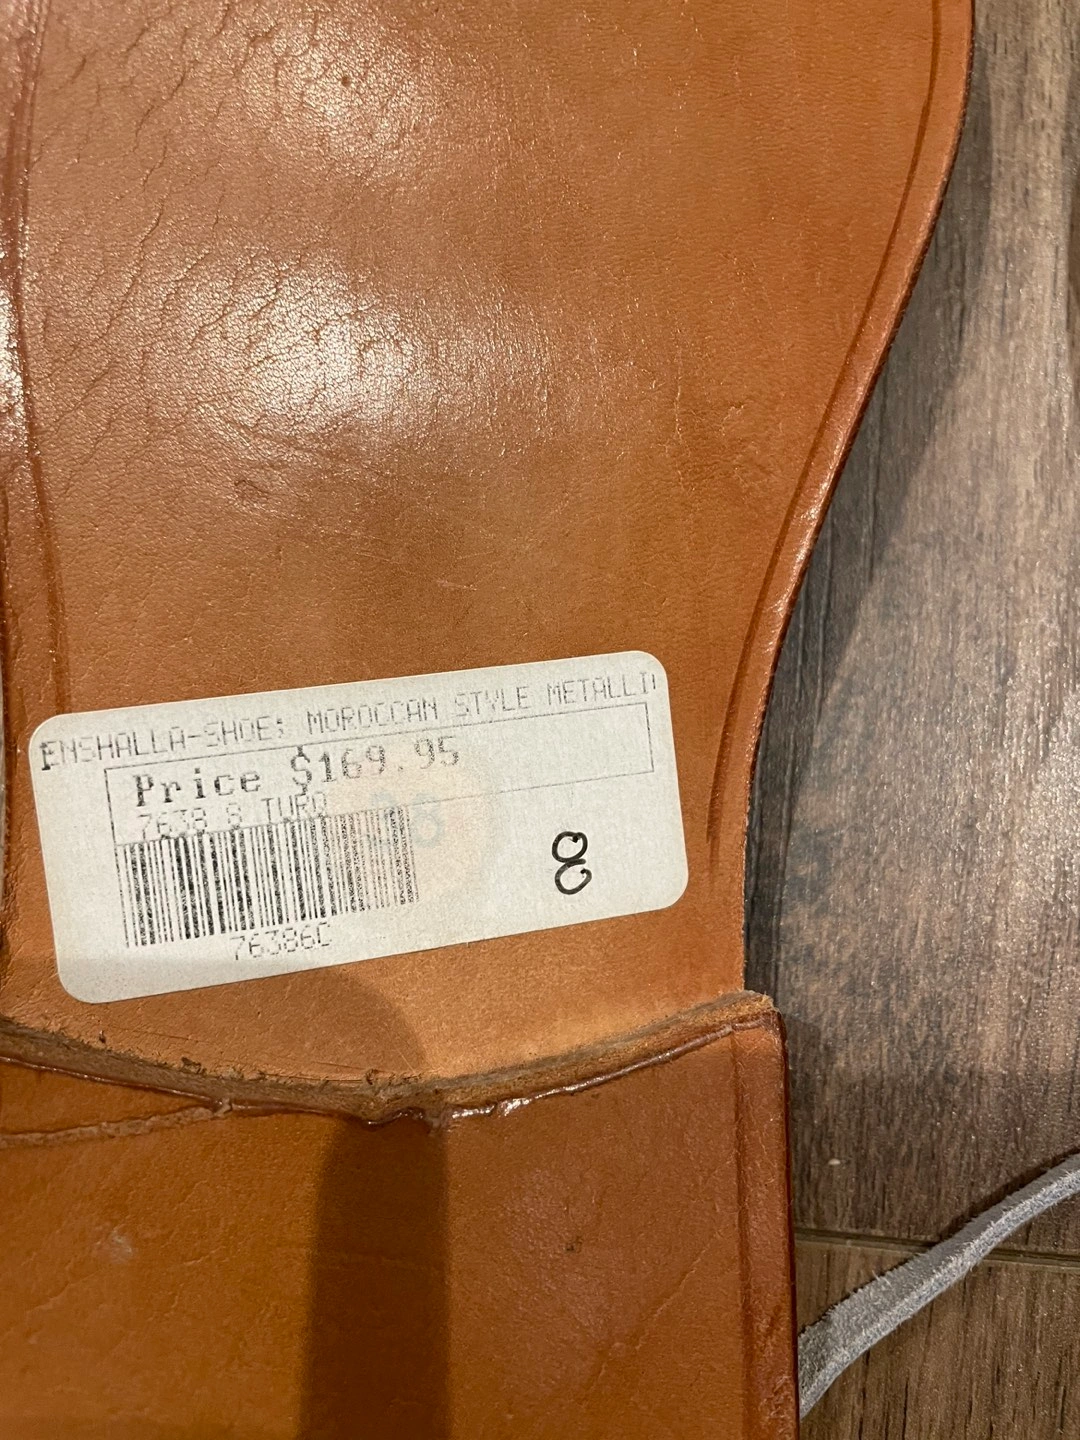 ENSHALLA-SHOE; MOROCCAN STYLE METALLI
Price $169.95
7638 8 TURQ
8
76386C